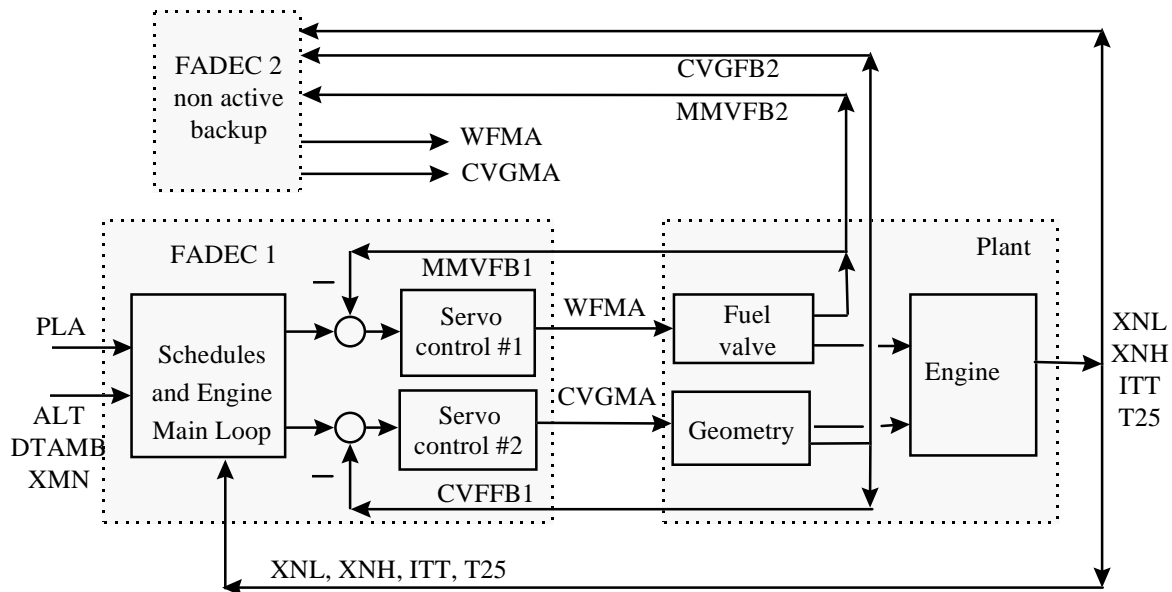 FADEC 2
non active
backup
CVGFB2
MMVFB2
WFMA
CVGMA
FADEC 1
Plant
MMVFB1
PLA
Schedules
and Engine
Main Loop
Servo
control #1
WFMA
Fuel
valve
Engine
XNL
XNH
ITT
T25
ALT
DTAMB
XMN
Servo
control #2
CVGMA
Geometry
CVFFB1
XNL, XNH, ITT, T25